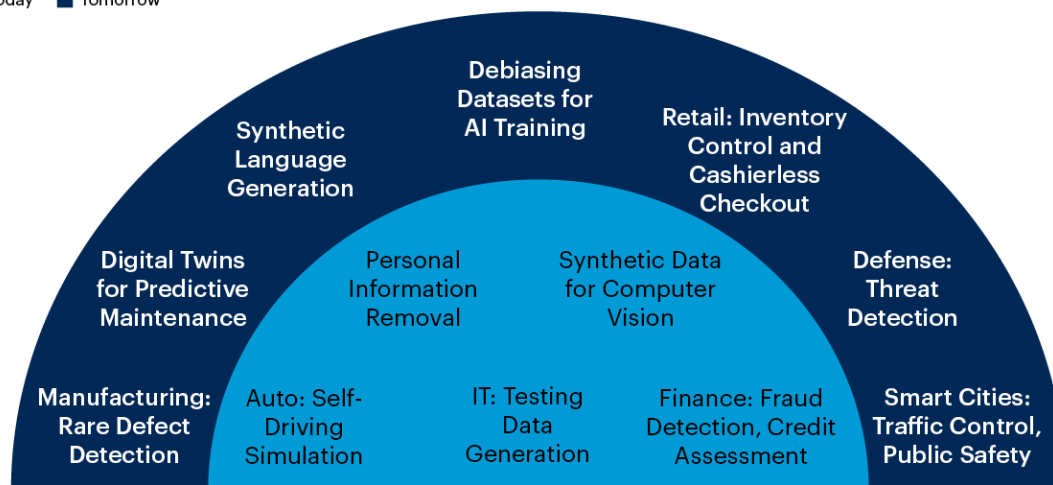 Tomorrow
Debiasing
Datasets for
AI Training
Synthetic
Language
Generation
Retail: Inventory
Control and
Cashierless
Checkout
Digital Twins
for Predictive
Maintenance
Personal
Information
Removal
Synthetic Data
for Computer
Vision
Defense:
Threat
Detection
Manufacturing:
Rare Defect
Detection
Auto: Self-
Driving
Simulation
IT: Testing
Data
Generation
Finance: Fraud
Detection, Credit
Assessment
Smart Cities:
Traffic Control,
Public Safety